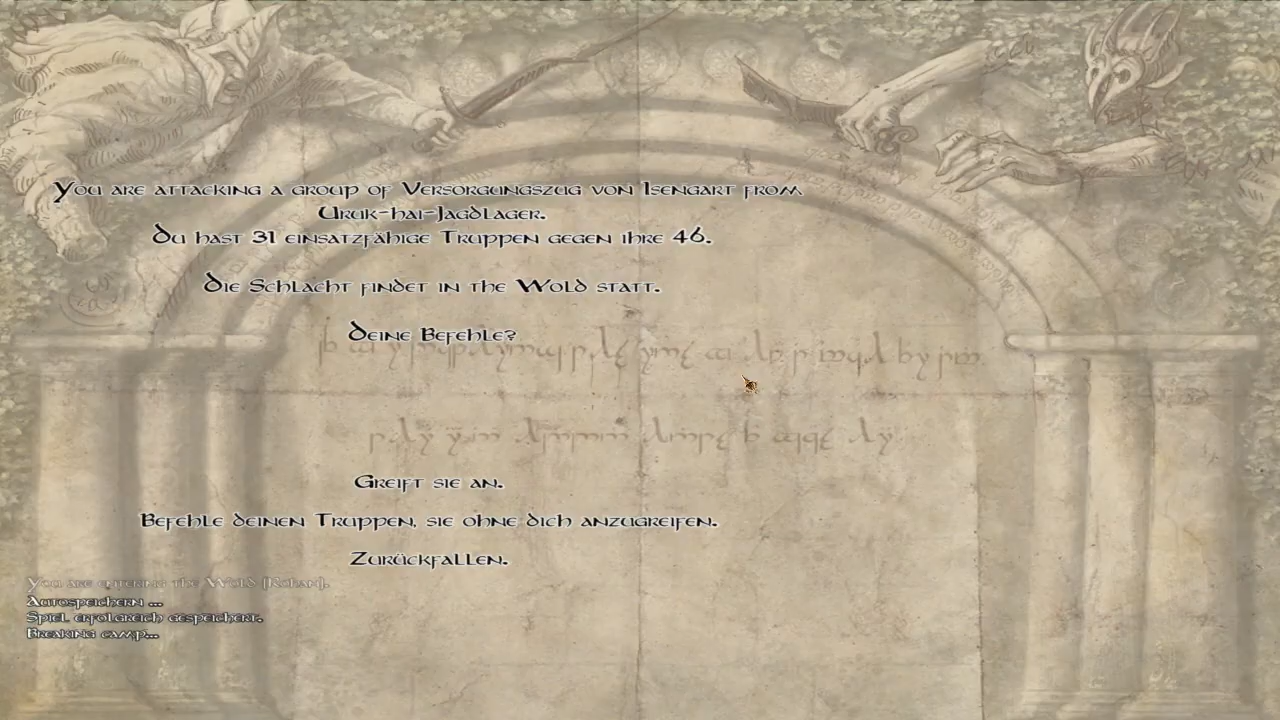 You are attacking a group of Versorgungszug von Isengart from
Uruk-hai-Jagdlager.
Du hast 31 einsatzfähige Truppen gegen ihre 46.
Die Schlacht findet in the Wold statt.
Deine Befehle?
Greift sie an.
Befehle deinen Truppen, sie ohne dich anzugreifen.
Zurückfallen.
You are entering the Wold (Rohan).
Autospeichern ...
Spiel erfolgreich gespeichert.
Breaking camp...